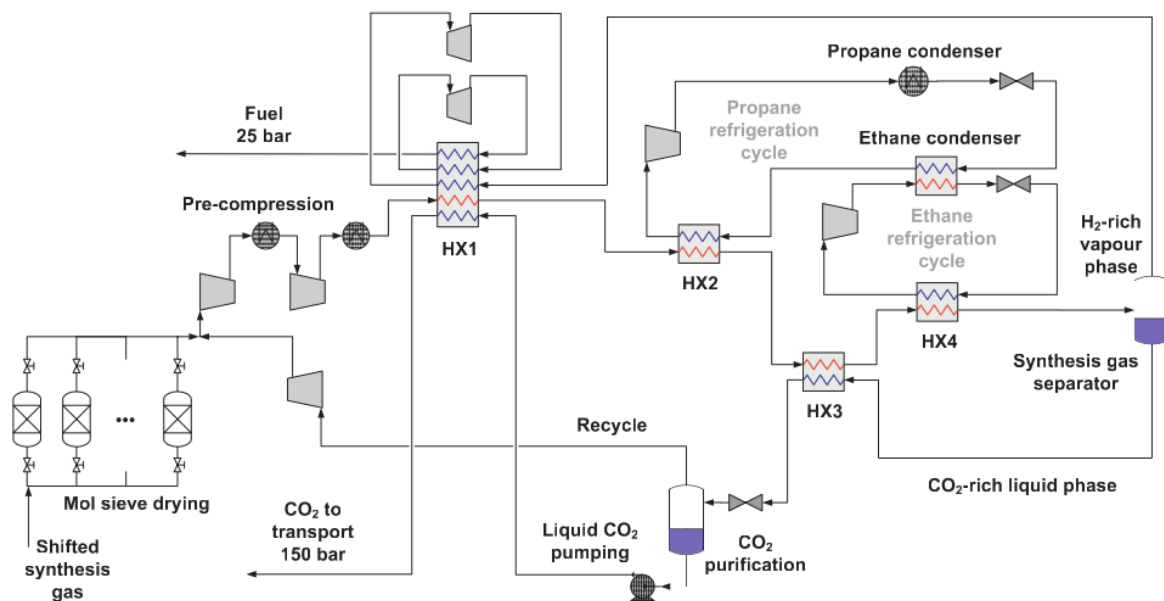 Propane condenser
Fuel
25 bar
Propane
refrigeration
cycle
Ethane condenser
Pre-compression
HX1
Ethane
refrigeration
cycle
H₂-rich
vapour
phase
HX2
HX4
Synthesis gas
separator
HX3
Recycle
•••
Mol sieve drying
CO₂-rich liquid phase
CO₂ to
transport
150 bar
Liquid CO₂
pumping
CO₂
purification
Shifted
synthesis
gas